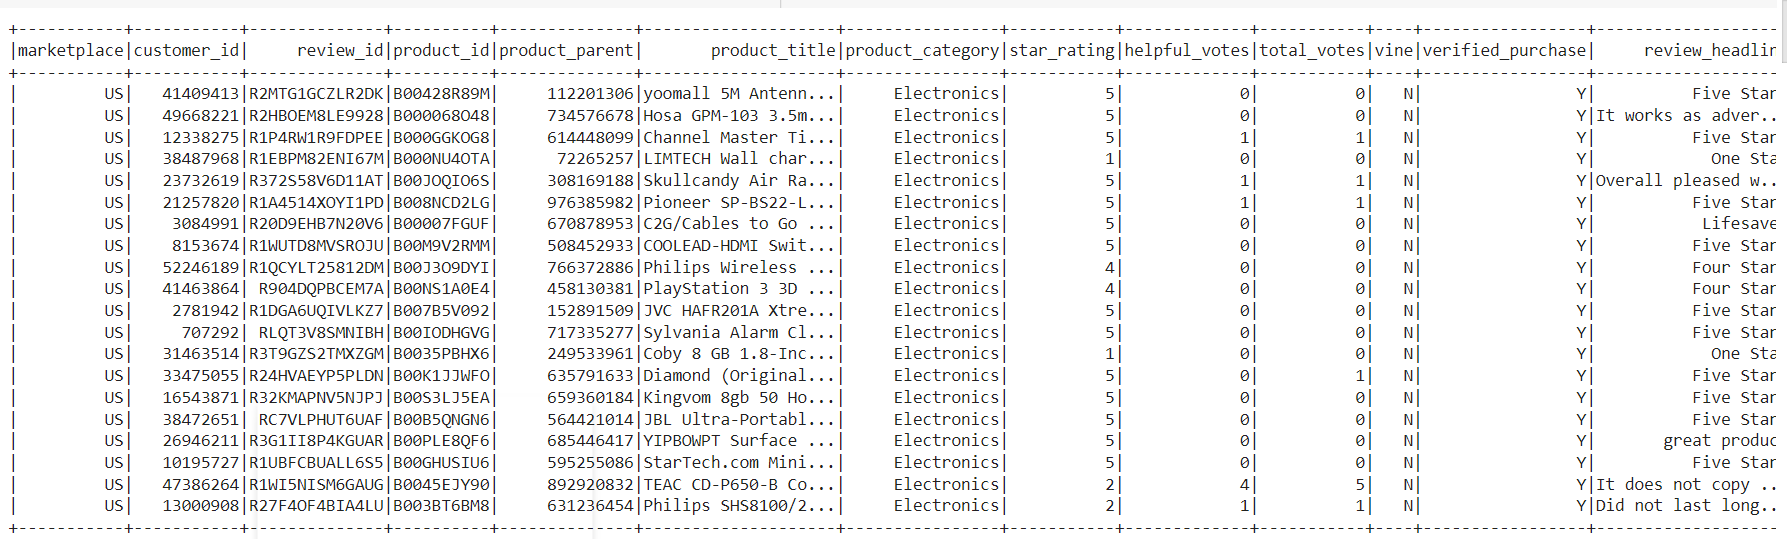 +-----------+-----------+--------------+----------+--------------+--------------------+----------------+-----------+-------------+-----------+----+-----------------+------------------
|marketplace|customer_id|     review_id|product_id|product_parent|       product_title|product_category|star_rating|helpful_votes|total_votes|vine|verified_purchase|     review_headlin
+-----------+-----------+--------------+----------+--------------+--------------------+----------------+-----------+-------------+-----------+----+-----------------+------------------
|         US|   41409413|R2MTG1GCZLR2DK|B00428R89M|     112201306|yoomall 5M Antenn...|     Electronics|          5|            0|          0|   N|                Y|          Five Star
|         US|   49668221|R2HBOEM8LE9928|B000068O48|     734576678|Hosa GPM-103 3.5m...|     Electronics|          5|            0|          0|   N|                Y|It works as adver..
|         US|   12338275|R1P4RW1R9FDPEE|B000GGKOG8|     614448099|Channel Master Ti...|     Electronics|          5|            1|          1|   N|                Y|          Five Star
|         US|   38487968|R1EBPM82ENI67M|B000NU4OTA|      72265257|LIMTECH Wall char...|     Electronics|          1|            0|          0|   N|                Y|            One Sta
|         US|   23732619|R372S58V6D11AT|B00JOQIO6S|     308169188|Skullcandy Air Ra...|     Electronics|          5|            1|          1|   N|                Y|Overall pleased w..
|         US|   21257820|R1A4514XOYI1PD|B008NCD2LG|     976385982|Pioneer SP-BS22-L...|     Electronics|          5|            1|          1|   N|                Y|          Five Star
|         US|    3084991|R20D9EHB7N20V6|B00007FGUF|     670878953|C2G/Cables to Go ...|     Electronics|          5|            0|          0|   N|                Y|           Lifesave
|         US|    8153674|R1WUTD8MVSROJU|B00M9V2RMM|     508452933|COOLEAD-HDMI Swit...|     Electronics|          5|            0|          0|   N|                Y|          Five Star
|         US|   52246189|R1QCYLT25812DM|B00J3O9DYI|     766372886|Philips Wireless ...|     Electronics|          4|            0|          0|   N|                Y|          Four Star
|         US|   41463864| R904DQPBCEM7A|B00NS1A0E4|     458130381|PlayStation 3 3D ...|     Electronics|          4|            0|          0|   N|                Y|          Four Star
|         US|    2781942|R1DGA6UQIVLKZ7|B007B5V092|     152891509|JVC HAFR201A Xtre...|     Electronics|          5|            0|          0|   N|                Y|          Five Star
|         US|     707292| RLQT3V8SMNIBH|B00IODHGVG|     717335277|Sylvania Alarm Cl...|     Electronics|          5|            0|          0|   N|                Y|          Five Star
|         US|   31463514|R3T9GZS2TMXZGM|B0035PBHX6|     249533961|Coby 8 GB 1.8-Inc...|     Electronics|          1|            0|          0|   N|                Y|            One Sta
|         US|   33475055|R24HVAEYP5PLDN|B00K1JJWFO|     635791633|Diamond (Original...|     Electronics|          5|            0|          1|   N|                Y|          Five Star
|         US|   16543871|R32KMAPNV5NJPJ|B00S3LJ5EA|     659360184|Kingvom 8gb 50 Ho...|     Electronics|          5|            0|          0|   N|                Y|          Five Star
|         US|   38472651| RC7VLPHUT6UAF|B00B5QNGN6|     564421014|JBL Ultra-Portabl...|     Electronics|          5|            0|          0|   N|                Y|          Five Star
|         US|   26946211|R3G1II8P4KGUAR|B00PLE8QF6|     685446417|YIPBOWPT Surface ...|     Electronics|          5|            0|          0|   N|                Y|       great produc
|         US|   10195727|R1UBFCBUALL6S5|B00GHUSIU6|     595255086|StarTech.com Mini...|     Electronics|          5|            0|          0|   N|                Y|          Five Star
|         US|   47386264|R1WI5NISM6GAUG|B0045EJY90|     892920832|TEAC CD-P650-B Co...|     Electronics|          2|            4|          5|   N|                Y|It does not copy ..
|         US|   13000908|R27F4OF4BIA4LU|B003BT6BM8|     631236454|Philips SHS8100/2...|     Electronics|          2|            1|          1|   N|                Y|Did not last long..
+-----------+-----------+--------------+----------+--------------+--------------------+----------------+-----------+-------------+-----------+----+-----------------+------------------